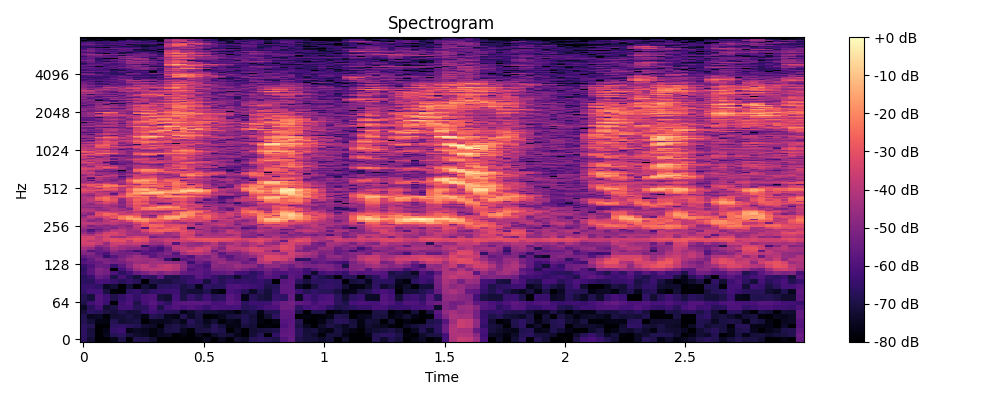 Spectrogram
Hz
4096
2048
1024
512
256
128
64
0
0
0.5
1
1.5
2
2.5
Time
+0 dB
-10 dB
-20 dB
-30 dB
-40 dB
-50 dB
-60 dB
-70 dB
-80 dB